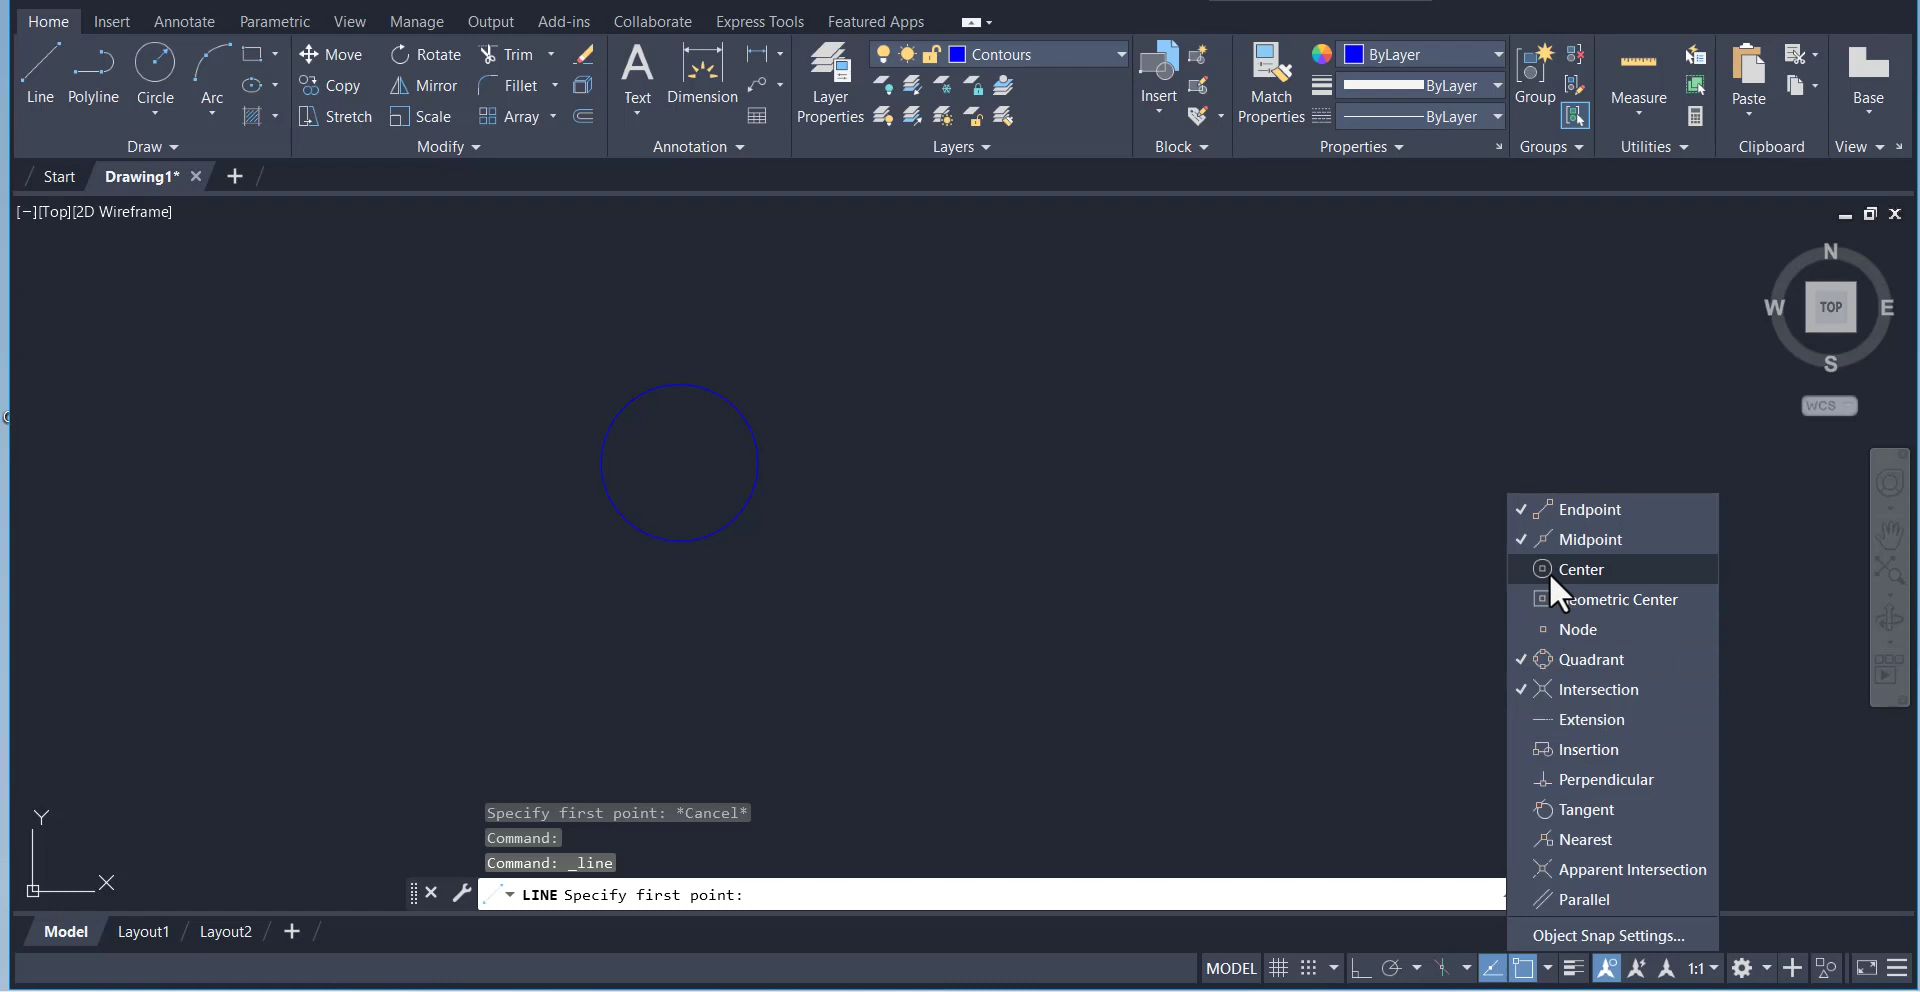 Home Insert Annotate Parametric View Manage Output Add-ins Collaborate Express Tools Featured Apps
Line Polyline Circle Arc
Move Rotate Trim
Copy Mirror Fillet
Stretch Scale Array
Text Dimension
Layer Properties
Contours
Insert
Match Properties
ByLayer
ByLayer
ByLayer
Group
Measure
Paste
Base
Draw Modify Annotation Layers Block Properties Groups Utilities Clipboard View
Start Drawing1*
[−][Top][2D Wireframe]
N
W TOP E
S
WCS
Endpoint
Midpoint
Center
eometric Center
Node
Quadrant
Intersection
Extension
Insertion
Perpendicular
Tangent
Nearest
Apparent Intersection
Parallel
Object Snap Settings...
Y
X
Specify first point: *Cancel*
Command:
Command: _line
LINE Specify first point:
Model Layout1 Layout2
MODEL 1:1